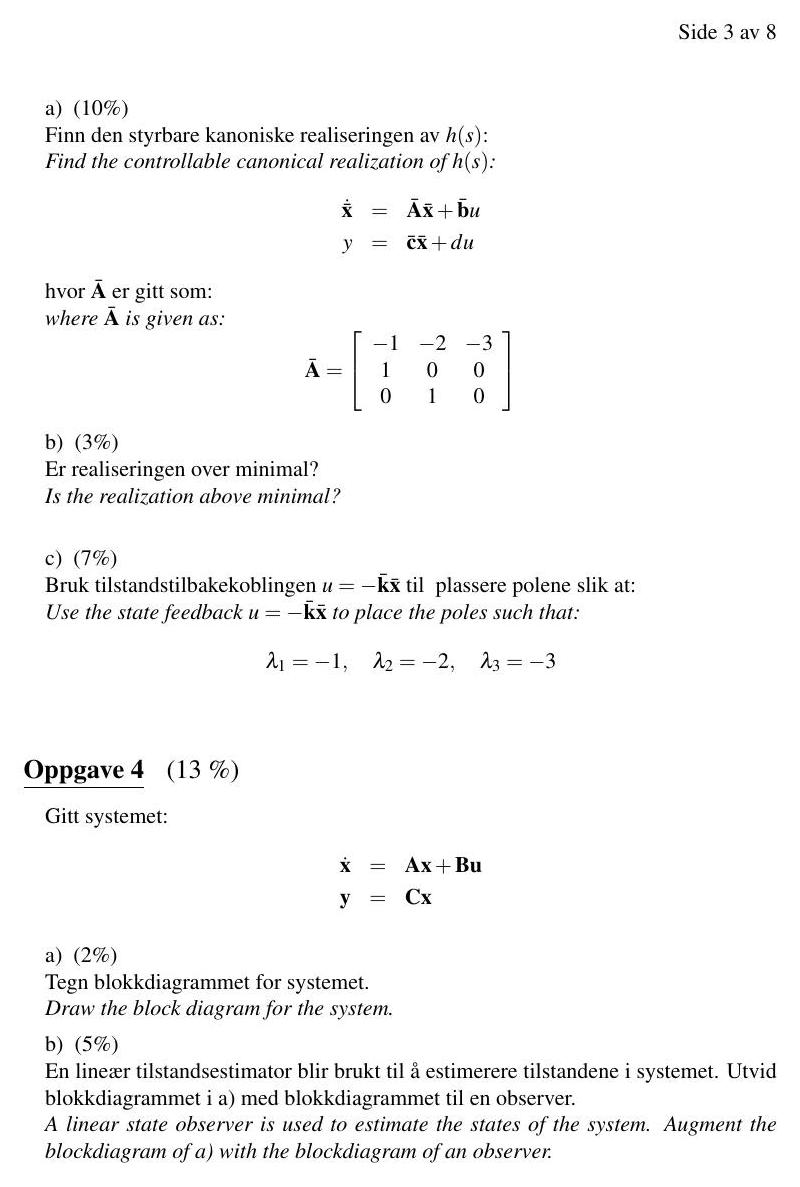 Side 3 av 8
a) (10%)
Finn den styrbare kanoniske realiseringen av h(s):
Find the controllable canonical realization of h(s):
ẋ̄ = Āx̄ + b̄u
y = c̄x̄ + du
hvor Ā er gitt som:
where Ā is given as:
Ā = [ −1 −2 −3
1 0 0
0 1 0 ]
b) (3%)
Er realiseringen over minimal?
Is the realization above minimal?
c) (7%)
Bruk tilstandstilbakekoblingen u = −k̄x̄ til plassere polene slik at:
Use the state feedback u = −k̄x̄ to place the poles such that:
λ₁ = −1, λ₂ = −2, λ₃ = −3
Oppgave 4 (13 %)
Gitt systemet:
ẋ = Ax + Bu
y = Cx
a) (2%)
Tegn blokkdiagrammet for systemet.
Draw the block diagram for the system.
b) (5%)
En lineær tilstandsestimator blir brukt til å estimerere tilstandene i systemet. Utvid
blokkdiagrammet i a) med blokkdiagrammet til en observer.
A linear state observer is used to estimate the states of the system. Augment the
blockdiagram of a) with the blockdiagram of an observer.